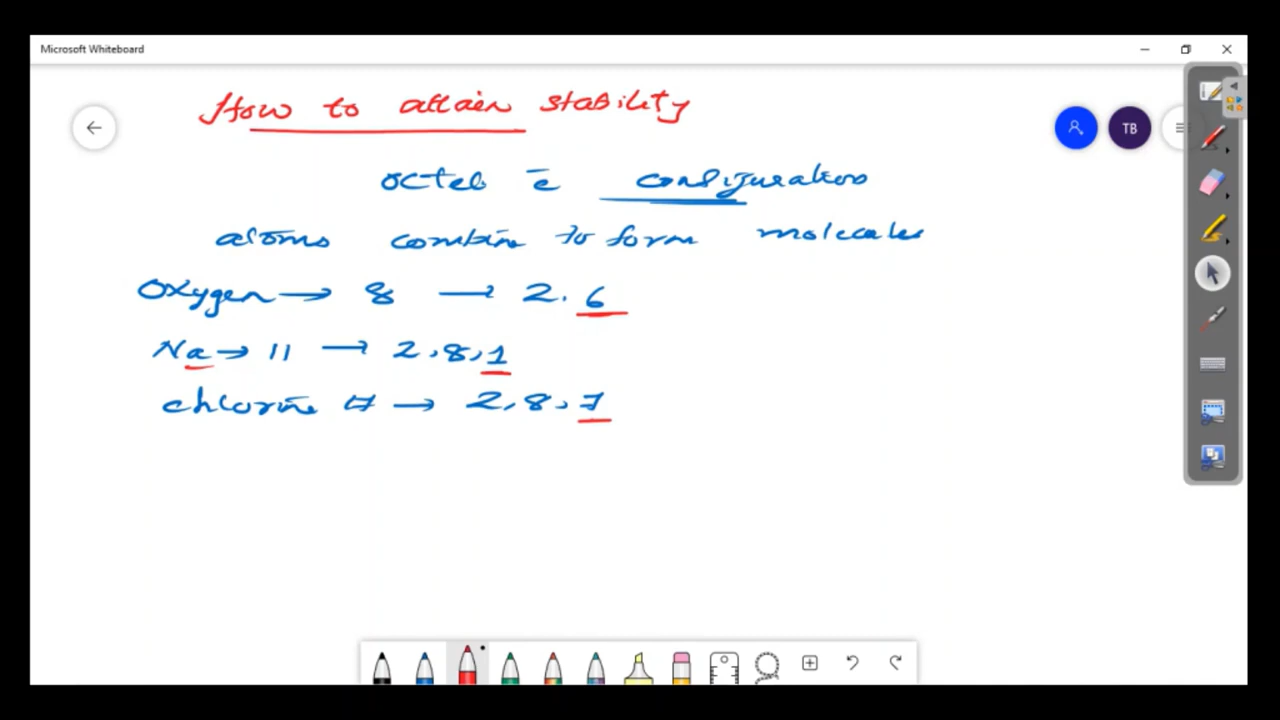 Microsoft Whiteboard
How to attain stability
TB
octet ē configuration
atoms combine to form molecules
Oxygen → 8 → 2.6
Na → 11 → 2,8,1
chlorine 17 → 2,8,7